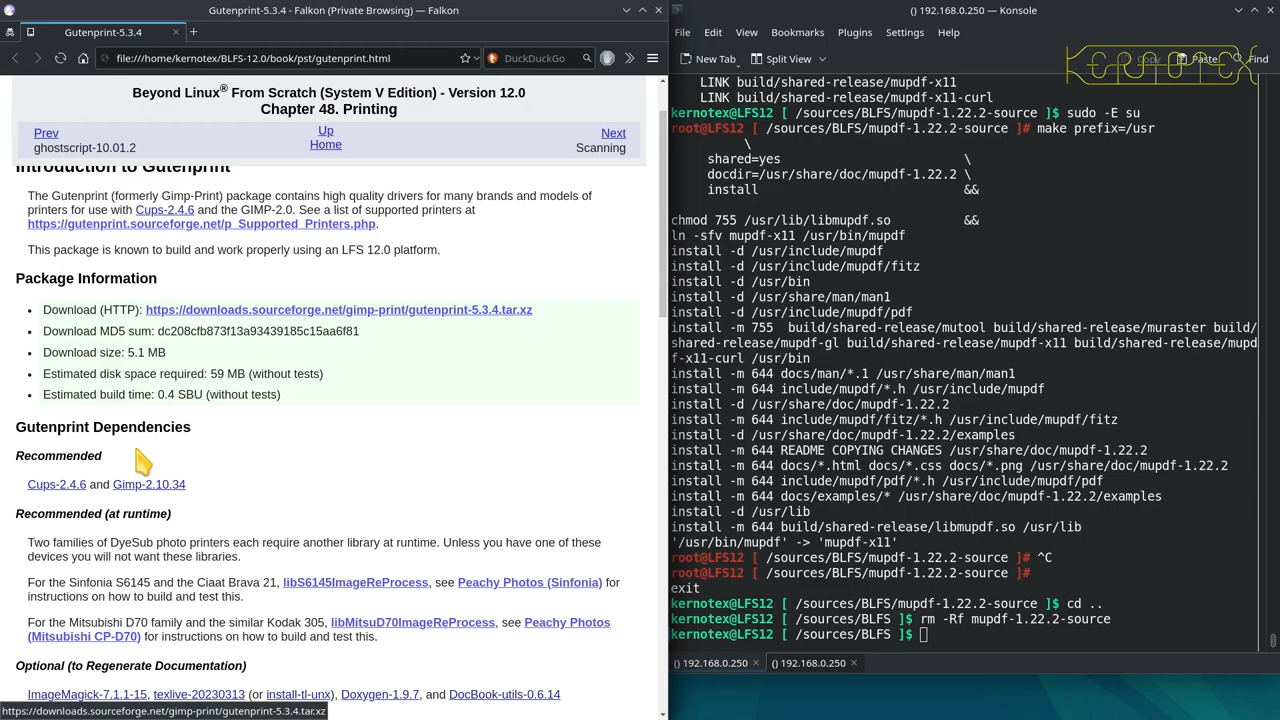 Gutenprint-5.3.4 - Falkon (Private Browsing) — Falkon
Gutenprint-5.3.4
file:///home/kernotex/BLFS-12.0/book/pst/gutenprint.html
DuckDuckGo
Beyond Linux® From Scratch (System V Edition) - Version 12.0
Chapter 48. Printing
Prev
Up
Next
ghostscript-10.01.2
Home
Scanning
Introduction to Gutenprint
The Gutenprint (formerly Gimp-Print) package contains high quality drivers for many brands and models of
printers for use with Cups-2.4.6 and the GIMP-2.0. See a list of supported printers at
https://gutenprint.sourceforge.net/p_Supported_Printers.php.
This package is known to build and work properly using an LFS 12.0 platform.
Package Information
• Download (HTTP): https://downloads.sourceforge.net/gimp-print/gutenprint-5.3.4.tar.xz
• Download MD5 sum: dc208cfb873f13a93439185c15aa6f81
• Download size: 5.1 MB
• Estimated disk space required: 59 MB (without tests)
• Estimated build time: 0.4 SBU (without tests)
Gutenprint Dependencies
Recommended
Cups-2.4.6 and Gimp-2.10.34
Recommended (at runtime)
Two families of DyeSub photo printers each require another library at runtime. Unless you have one of these
devices you will not want these libraries.
For the Sinfonia S6145 and the Ciaat Brava 21, libS6145ImageReProcess, see Peachy Photos (Sinfonia) for
instructions on how to build and test this.
For the Mitsubishi D70 family and the similar Kodak 305, libMitsuD70ImageReProcess, see Peachy Photos
(Mitsubishi CP-D70) for instructions on how to build and test this.
Optional (to Regenerate Documentation)
ImageMagick-7.1.1-15, texlive-20230313 (or install-tl-unx), Doxygen-1.9.7, and DocBook-utils-0.6.14
https://downloads.sourceforge.net/gimp-print/gutenprint-5.3.4.tar.xz
() 192.168.0.250 — Konsole
File Edit View Bookmarks Plugins Settings Help
New Tab Split View Copy Paste Find
Kernotex
LINK build/shared-release/mupdf-x11
LINK build/shared-release/mupdf-x11-curl
kernotex@LFS12 [ /sources/BLFS/mupdf-1.22.2-source ]$ sudo -E su
root@LFS12 [ /sources/BLFS/mupdf-1.22.2-source ]# make prefix=/usr
\
shared=yes \
docdir=/usr/share/doc/mupdf-1.22.2 \
install &&
chmod 755 /usr/lib/libmupdf.so &&
ln -sfv mupdf-x11 /usr/bin/mupdf
install -d /usr/include/mupdf
install -d /usr/include/mupdf/fitz
install -d /usr/bin
install -d /usr/share/man/man1
install -d /usr/include/mupdf/pdf
install -m 755 build/shared-release/mutool build/shared-release/muraster build/
shared-release/mupdf-gl build/shared-release/mupdf-x11 build/shared-release/mupd
f-x11-curl /usr/bin
install -m 644 docs/man/*.1 /usr/share/man/man1
install -m 644 include/mupdf/*.h /usr/include/mupdf
install -d /usr/share/doc/mupdf-1.22.2
install -m 644 include/mupdf/fitz/*.h /usr/include/mupdf/fitz
install -d /usr/share/doc/mupdf-1.22.2/examples
install -m 644 README COPYING CHANGES /usr/share/doc/mupdf-1.22.2
install -m 644 docs/*.html docs/*.css docs/*.png /usr/share/doc/mupdf-1.22.2
install -m 644 include/mupdf/pdf/*.h /usr/include/mupdf/pdf
install -m 644 docs/examples/* /usr/share/doc/mupdf-1.22.2/examples
install -d /usr/lib
install -m 644 build/shared-release/libmupdf.so /usr/lib
'/usr/bin/mupdf' -> 'mupdf-x11'
root@LFS12 [ /sources/BLFS/mupdf-1.22.2-source ]# ^C
root@LFS12 [ /sources/BLFS/mupdf-1.22.2-source ]#
exit
kernotex@LFS12 [ /sources/BLFS/mupdf-1.22.2-source ]$ cd ..
kernotex@LFS12 [ /sources/BLFS ]$ rm -Rf mupdf-1.22.2-source
kernotex@LFS12 [ /sources/BLFS ]$
() 192.168.0.250 () 192.168.0.250